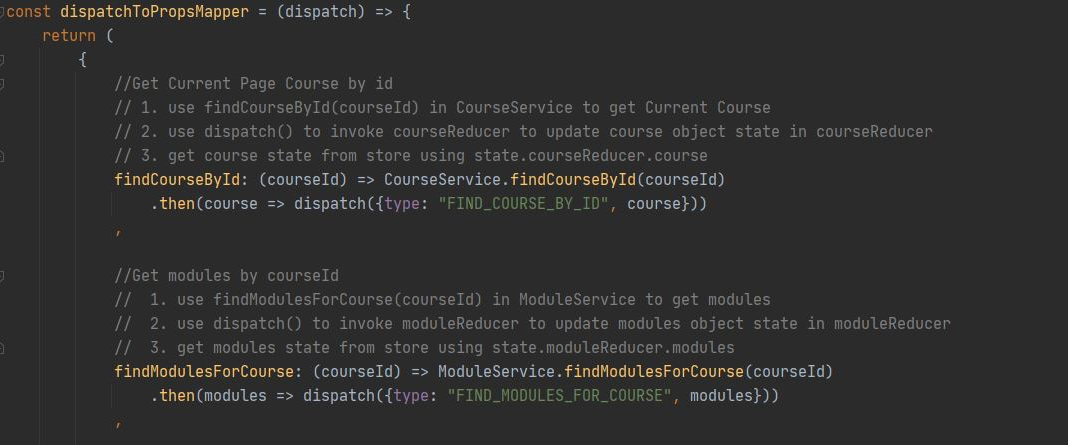 const dispatchToPropsMapper = (dispatch) => {
    return (
        {
            //Get Current Page Course by id
            // 1. use findCourseById(courseId) in CourseService to get Current Course
            // 2. use dispatch() to invoke courseReducer to update course object state in courseReducer
            // 3. get course state from store using state.courseReducer.course
            findCourseById: (courseId) => CourseService.findCourseById(courseId)
                .then(course => dispatch({type: "FIND_COURSE_BY_ID", course}))
            ,
            //Get modules by courseId
            //  1. use findModulesForCourse(courseId) in ModuleService to get modules
            //  2. use dispatch() to invoke moduleReducer to update modules object state in moduleReducer
            //  3. get modules state from store using state.moduleReducer.modules
            findModulesForCourse: (courseId) => ModuleService.findModulesForCourse(courseId)
                .then(modules => dispatch({type: "FIND_MODULES_FOR_COURSE", modules}))
            ,